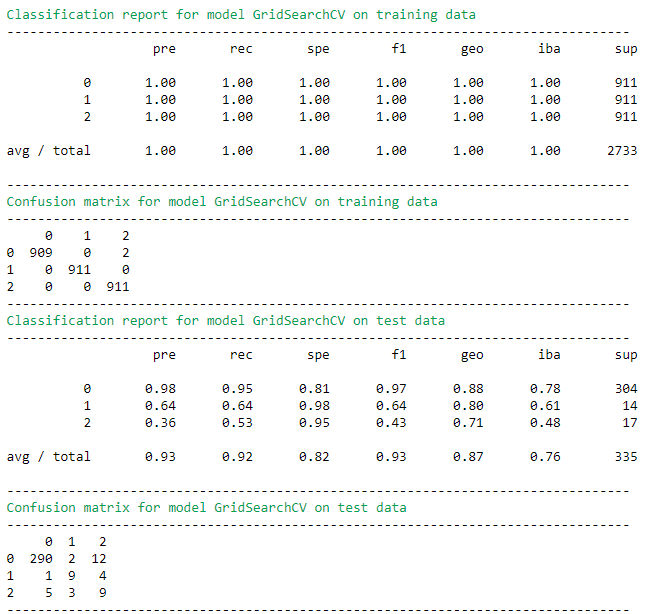 Classification report for model GridSearchCV on training data
---------------------------------------------------------------------------------
                   pre       rec       spe        f1       geo       iba       sup

          0       1.00      1.00      1.00      1.00      1.00      1.00       911
          1       1.00      1.00      1.00      1.00      1.00      1.00       911
          2       1.00      1.00      1.00      1.00      1.00      1.00       911

avg / total       1.00      1.00      1.00      1.00      1.00      1.00      2733

---------------------------------------------------------------------------------
Confusion matrix for model GridSearchCV on training data
---------------------------------------------------------------------------------
     0    1    2
0  909    0    2
1    0  911    0
2    0    0  911
---------------------------------------------------------------------------------
Classification report for model GridSearchCV on test data
---------------------------------------------------------------------------------
                   pre       rec       spe        f1       geo       iba       sup

          0       0.98      0.95      0.81      0.97      0.88      0.78       304
          1       0.64      0.64      0.98      0.64      0.80      0.61        14
          2       0.36      0.53      0.95      0.43      0.71      0.48        17

avg / total       0.93      0.92      0.82      0.93      0.87      0.76       335

---------------------------------------------------------------------------------
Confusion matrix for model GridSearchCV on test data
---------------------------------------------------------------------------------
     0  1   2
0  290  2  12
1    1  9   4
2    5  3   9
---------------------------------------------------------------------------------